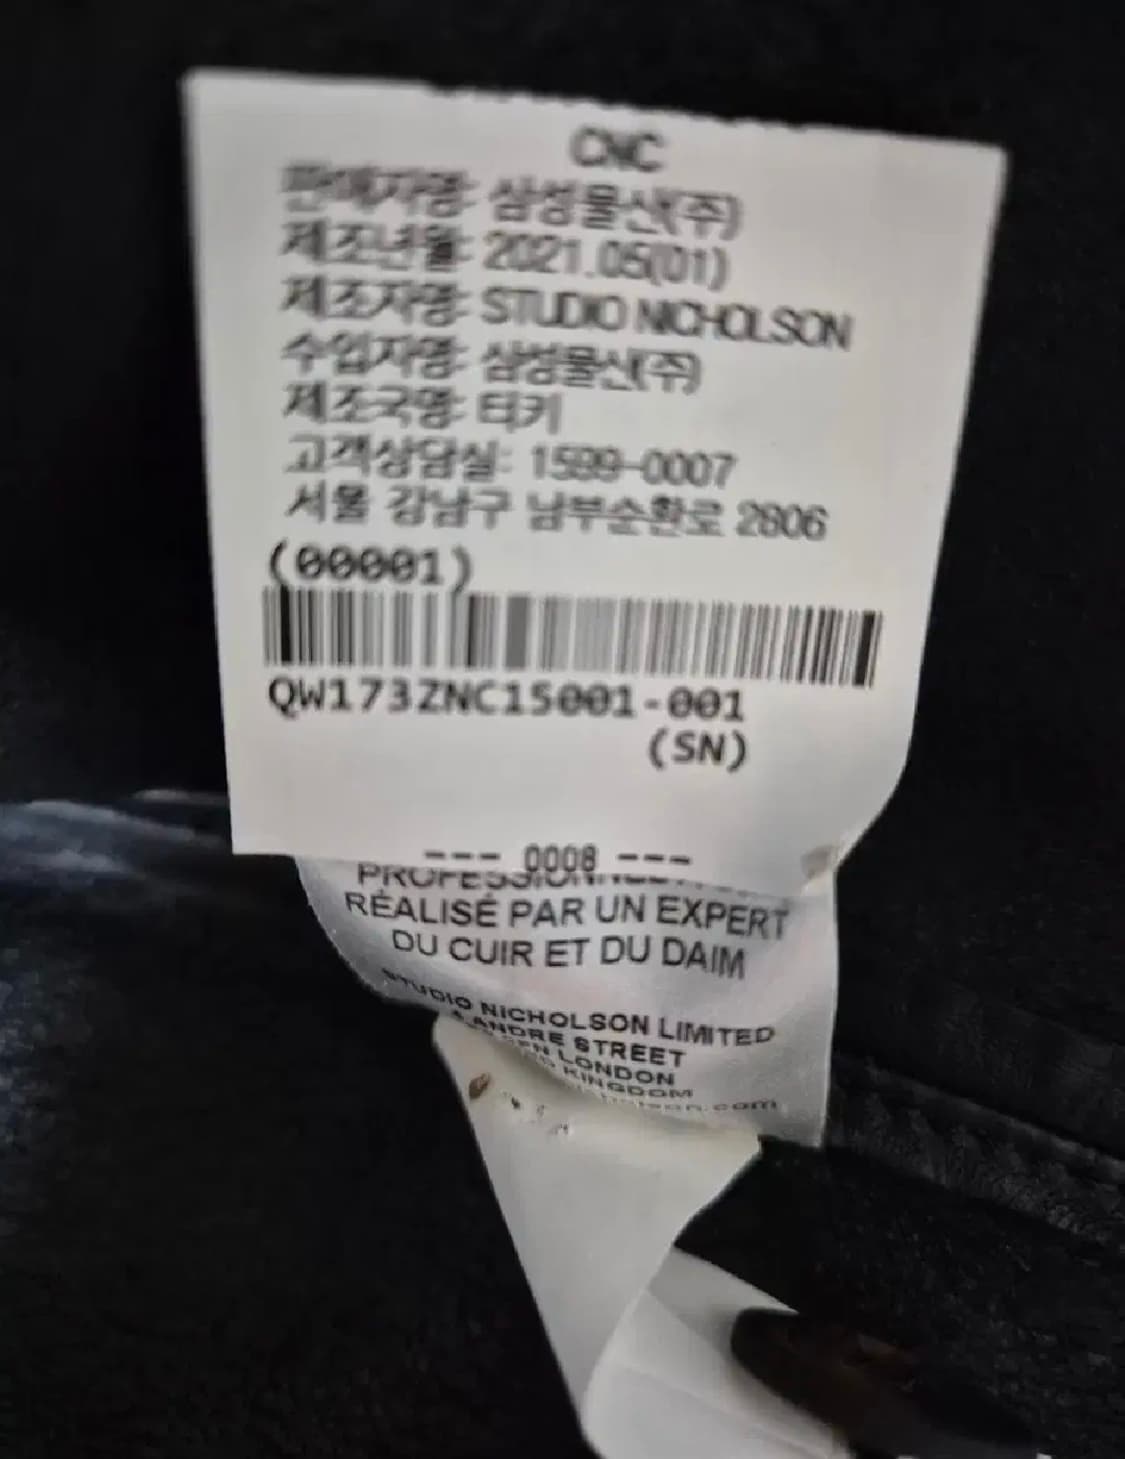 CNC
판매자명: 삼성물산(주)
제조년월: 2021.05(01)
제조자명: STUDIO NICHOLSON
수입자명: 삼성물산(주)
제조국명: 터키
고객상담실: 1599-0007
서울 강남구 남부순환로 2806
(00001)
QW173ZNC15001-001
(SN)
--- 0008 ---
RÉALISÉ PAR UN EXPERT
DU CUIR ET DU DAIM
STUDIO NICHOLSON LIMITED
ANDRE STREET
LONDON
KINGDOM